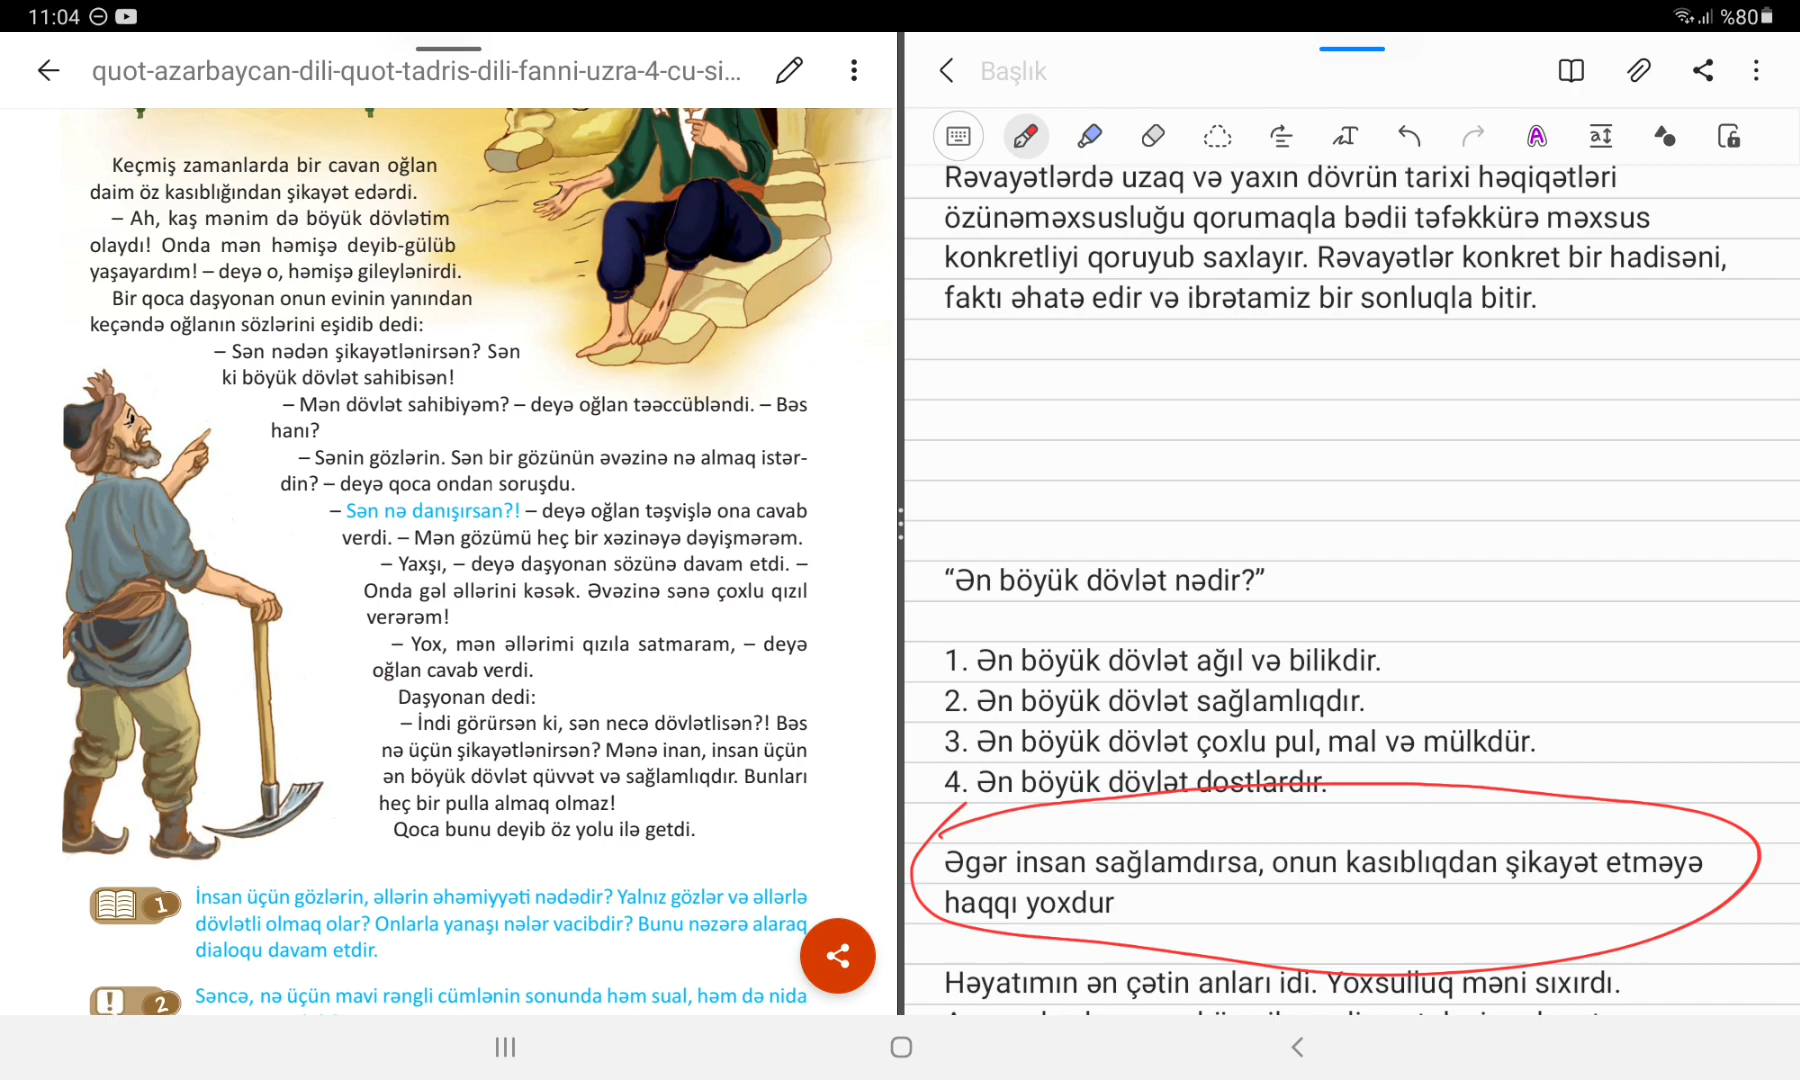 11:04
%80
quot-azarbaycan-dili-quot-tadris-dili-fanni-uzra-4-cu-si...
Keçmiş zamanlarda bir cavan oğlan
daim öz kasıblığından şikayət edərdi.
– Ah, kaş mənim də böyük dövlətim
olaydı! Onda mən həmişə deyib-gülüb
yaşayardım! – deyə o, həmişə gileylənirdi.
Bir qoca daşyonan onun evinin yanından
keçəndə oğlanın sözlərini eşidib dedi:
– Sən nədən şikayətlənirsən? Sən
ki böyük dövlət sahibisən!
– Mən dövlət sahibiyəm? – deyə oğlan təəccübləndi. – Bəs
hanı?
– Sənin gözlərin. Sən bir gözünün əvəzinə nə almaq istər-
din? – deyə qoca ondan soruşdu.
– Sən nə danışırsan?! – deyə oğlan təşvişlə ona cavab
verdi. – Mən gözümü heç bir xəzinəyə dəyişmərəm.
– Yaxşı, – deyə daşyonan sözünə davam etdi. –
Onda gəl əllərini kəsək. Əvəzinə sənə çoxlu qızıl
verərəm!
– Yox, mən əllərimi qızıla satmaram, – deyə
oğlan cavab verdi.
Daşyonan dedi:
– İndi görürsən ki, sən necə dövlətlisən?! Bəs
nə üçün şikayətlənirsən? Mənə inan, insan üçün
ən böyük dövlət qüvvət və sağlamlıqdır. Bunları
heç bir pulla almaq olmaz!
Qoca bunu deyib öz yolu ilə getdi.
1
İnsan üçün gözlərin, əllərin əhəmiyyəti nədədir? Yalnız gözlər və əllərlə
dövlətli olmaq olar? Onlarla yanaşı nələr vacibdir? Bunu nəzərə alaraq
dialoqu davam etdir.
! 2
Səncə, nə üçün mavi rəngli cümlənin sonunda həm sual, həm də nida
Başlık
Rəvayətlərdə uzaq və yaxın dövrün tarixi həqiqətləri
özünəməxsusluğu qorumaqla bədii təfəkkürə məxsus
konkretliyi qoruyub saxlayır. Rəvayətlər konkret bir hadisəni,
faktı əhatə edir və ibrətamiz bir sonluqla bitir.
“Ən böyük dövlət nədir?”
1. Ən böyük dövlət ağıl və bilikdir.
2. Ən böyük dövlət sağlamlıqdır.
3. Ən böyük dövlət çoxlu pul, mal və mülkdür.
4. Ən böyük dövlət dostlardır.
Əgər insan sağlamdırsa, onun kasıblıqdan şikayət etməyə
haqqı yoxdur
Həyatımın ən çətin anları idi. Yoxsulluq məni sıxırdı.